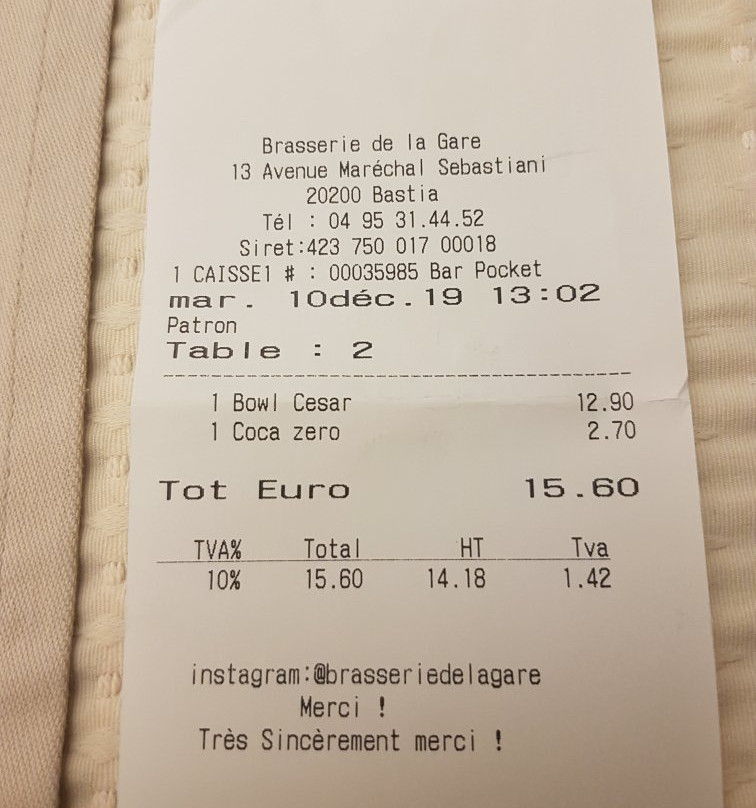 Brasserie de la Gare
13 Avenue Maréchal Sebastiani
20200 Bastia
Tél : 04 95 31.44.52
Siret:423 750 017 00018
1 CAISSE1 # : 00035985 Bar Pocket
mar. 10déc.19 13:02
Patron
Table : 2
1 Bowl Cesar 12.90
1 Coca zero 2.70
Tot Euro 15.60
TVA% Total HT Tva
10% 15.60 14.18 1.42
instagram:@brasseriedelagare
Merci !
Très Sincèrement merci !